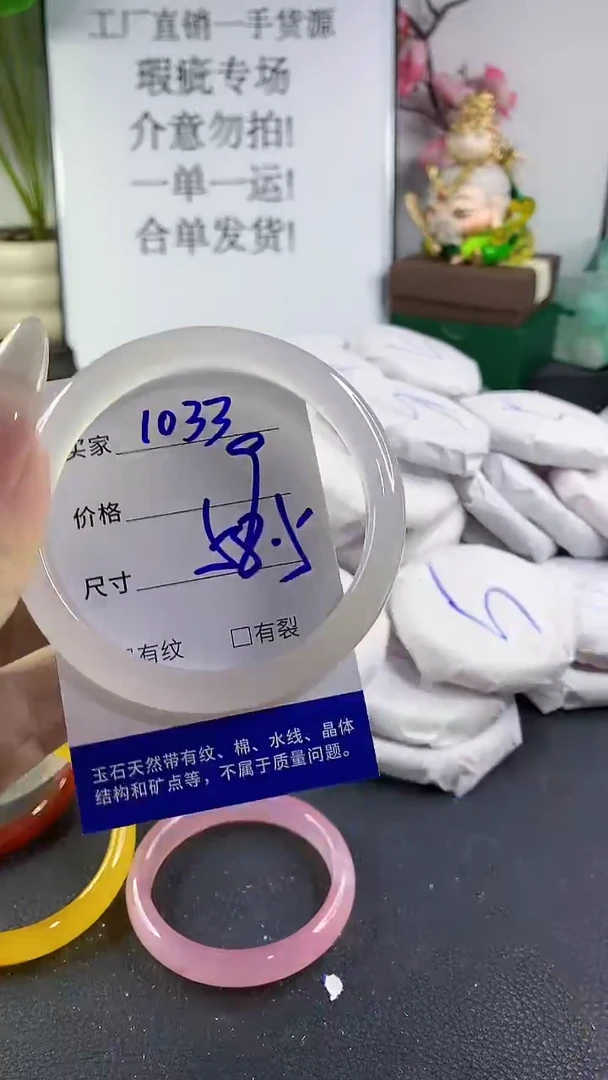 工厂直销一手货源
瑕疵专场
介意勿拍!
一单一运!
合单发货!
买家 1033
价格 9
尺寸 58.5
□有纹 □有裂
玉石天然带有纹、棉、水线、晶体
结构和矿点等，不属于质量问题。
5